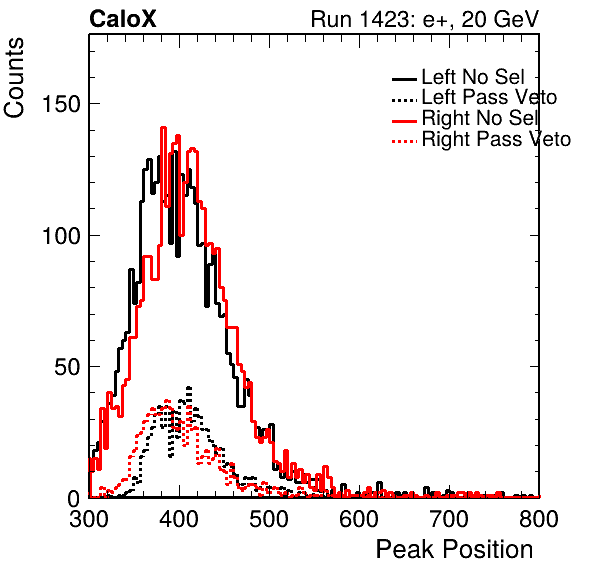 CaloX Run 1423: e+, 20 GeV
Counts
Left No Sel
Left Pass Veto
Right No Sel
Right Pass Veto
150
100
50
0
300 400 500 600 700 800
Peak Position